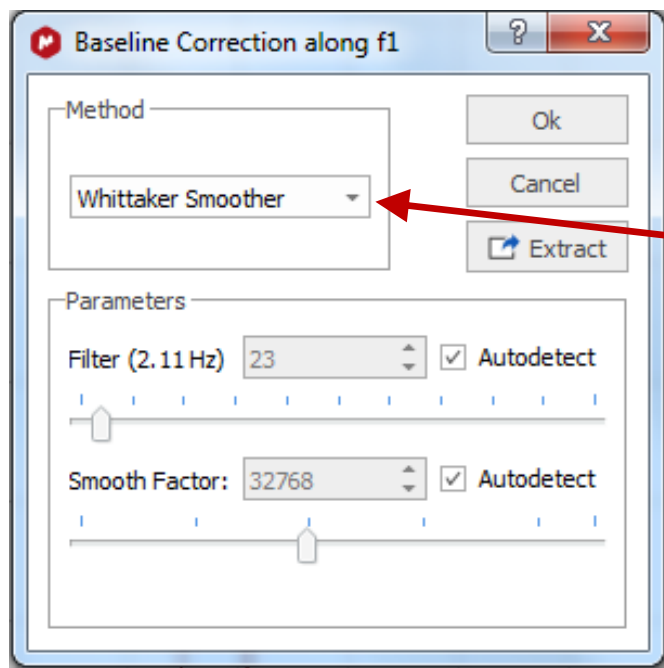 Baseline Correction along f1
?
X
Method
Ok
Whittaker Smoother
Cancel
Extract
Parameters
Filter (2.11 Hz) 23 Autodetect
Smooth Factor: 32768 Autodetect